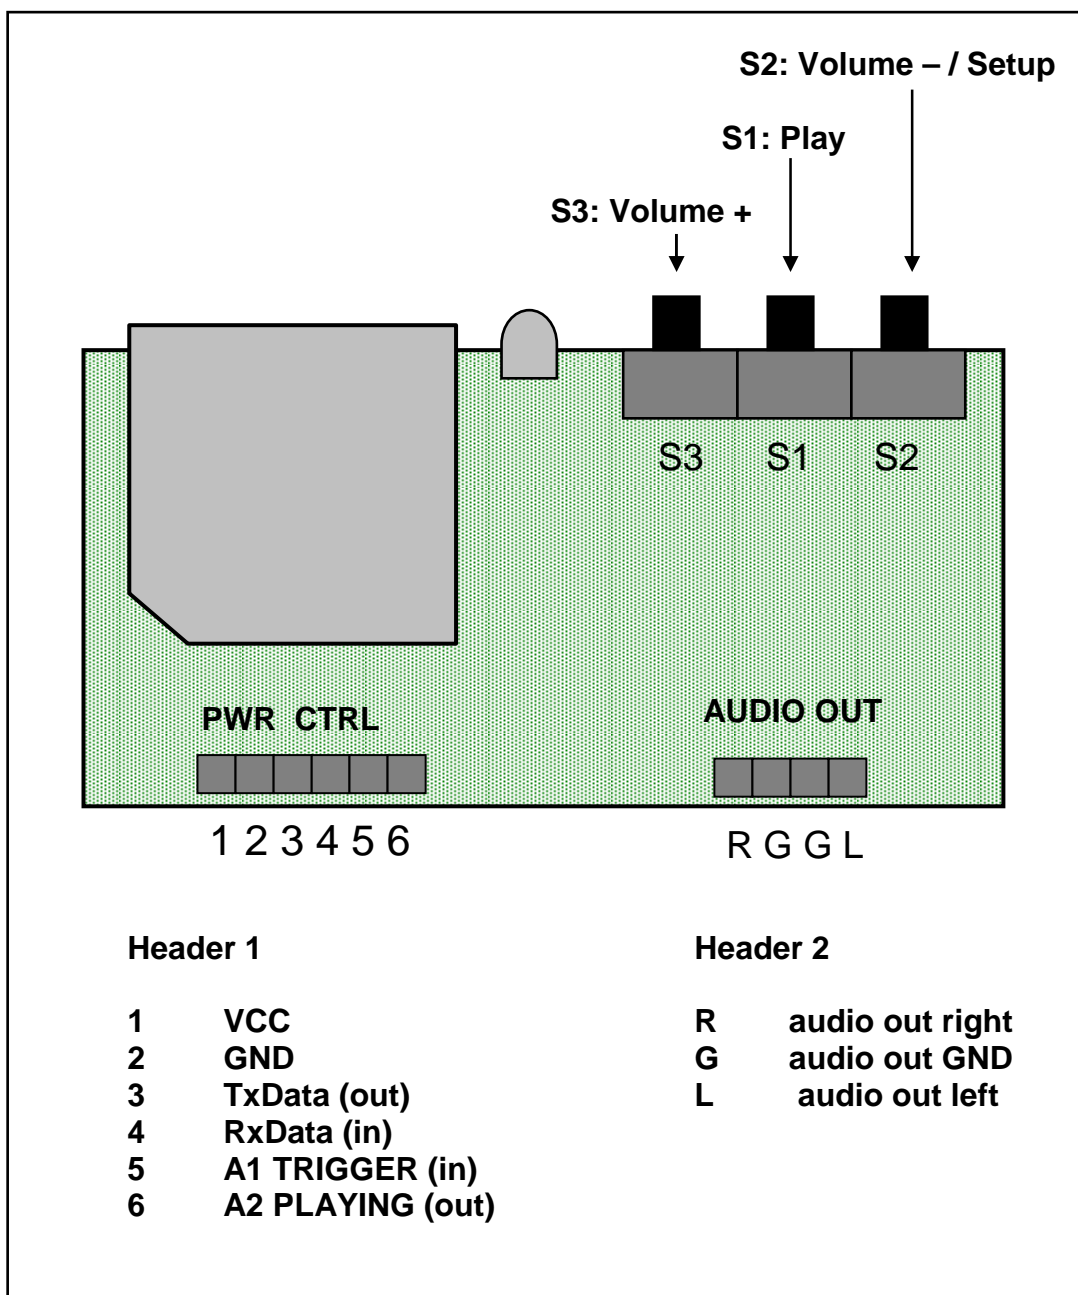 S2: Volume – / Setup
S1: Play
S3: Volume +
S3 S1 S2
PWR CTRL
AUDIO OUT
1 2 3 4 5 6
R G G L
Header 1
1 VCC
2 GND
3 TxData (out)
4 RxData (in)
5 A1 TRIGGER (in)
6 A2 PLAYING (out)
Header 2
R audio out right
G audio out GND
L audio out left